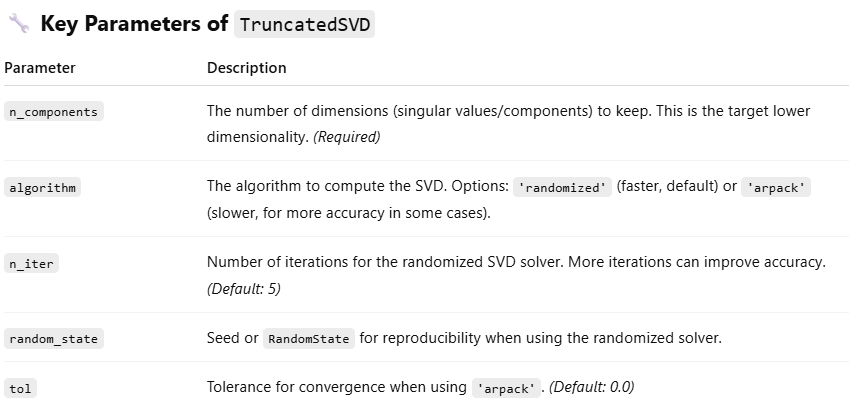 Key Parameters of TruncatedSVD
Parameter Description
n_components The number of dimensions (singular values/components) to keep. This is the target lower
dimensionality. (Required)
algorithm The algorithm to compute the SVD. Options: 'randomized' (faster, default) or 'arpack'
(slower, for more accuracy in some cases).
n_iter Number of iterations for the randomized SVD solver. More iterations can improve accuracy.
(Default: 5)
random_state Seed or RandomState for reproducibility when using the randomized solver.
tol Tolerance for convergence when using 'arpack'. (Default: 0.0)